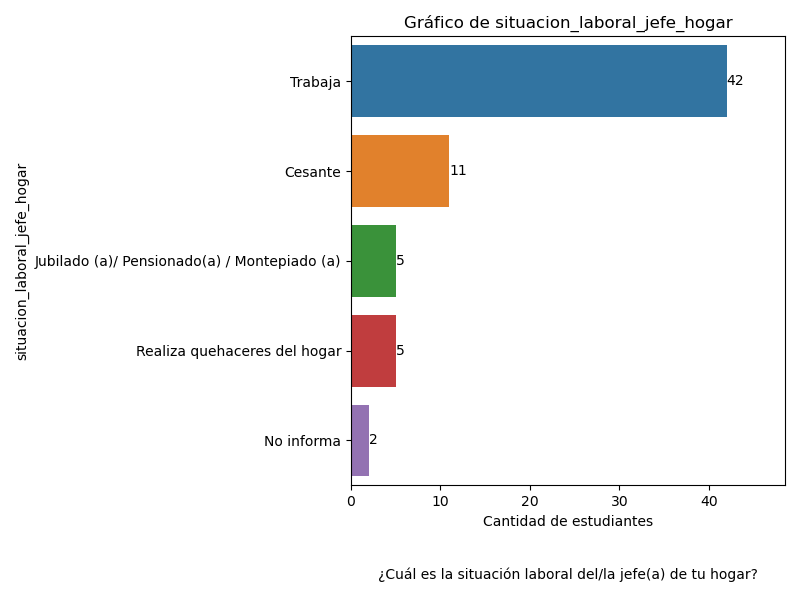 Gráfico de situacion_laboral_jefe_hogar
situacion_laboral_jefe_hogar
Trabaja
42
Cesante
11
Jubilado (a)/ Pensionado(a) / Montepiado (a)
5
Realiza quehaceres del hogar
5
No informa
2
0 10 20 30 40
Cantidad de estudiantes
¿Cuál es la situación laboral del/la jefe(a) de tu hogar?